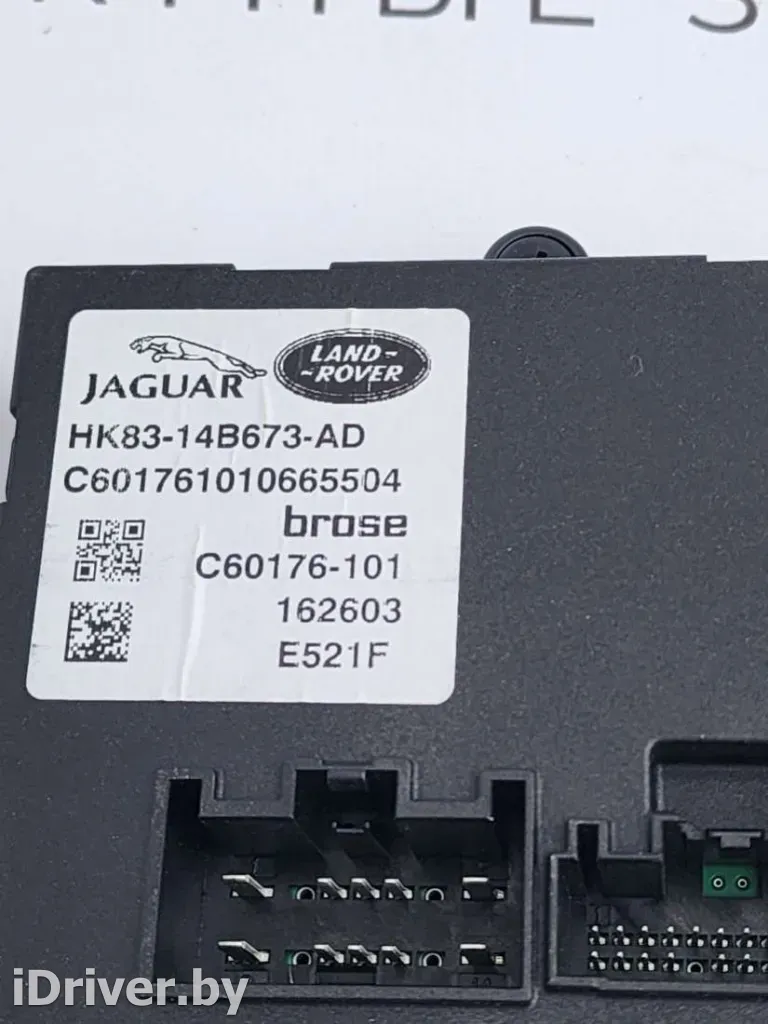 JAGUAR
LAND-
-ROVER
HK83-14B673-AD
C601761010665504
brose
C60176-101
162603
E521F
iDriver.by